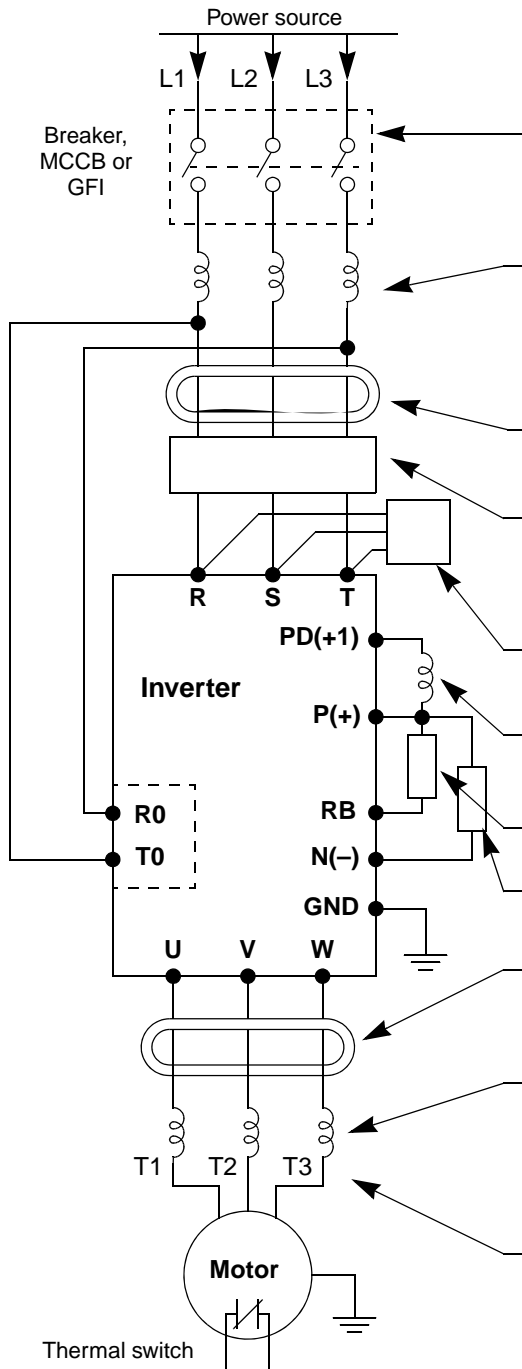 Power source
L1 L2 L3
Breaker,
MCCB or
GFI
R S T
PD(+1)
Inverter
P(+)
R0
RB
T0
N(–)
GND
U V W
T1 T2 T3
Motor
Thermal switch